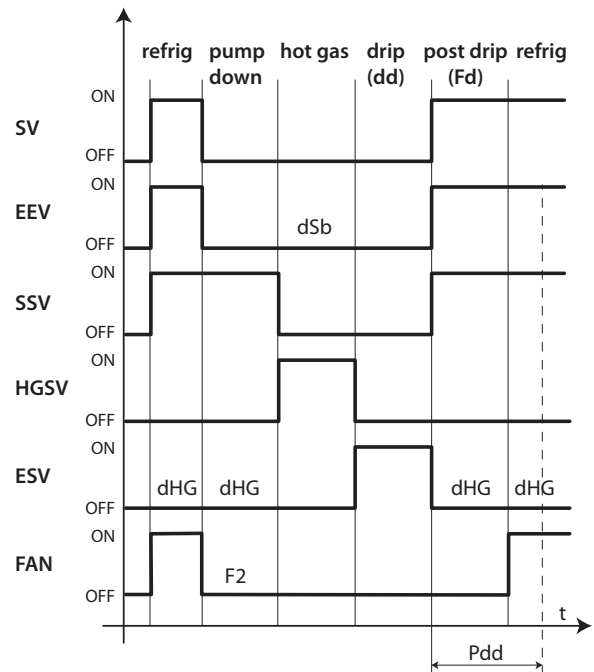 refrig pump hot gas drip post drip refrig
down (dd) (Fd)
ON
SV
OFF
ON
EEV
dSb
OFF
ON
SSV
OFF
ON
HGSV
OFF
ON
ESV
dHG dHG dHG dHG
OFF
ON
FAN
F2
OFF
t
Pdd